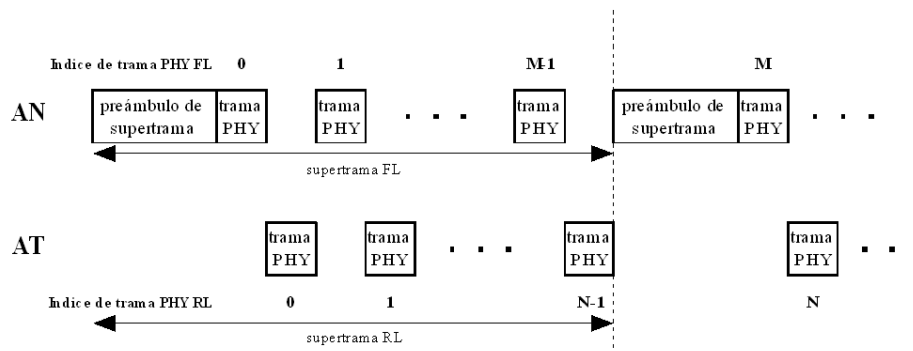 Indice de trama PHY FL 0 1 M-1 M
AN preámbulo de supertrama trama PHY trama PHY . . . trama PHY preámbulo de supertrama trama PHY . . .
supertrama FL
AT trama PHY trama PHY . . . trama PHY trama PHY . .
Indice de trama PHY RL 0 1 N-1 N
supertrama RL